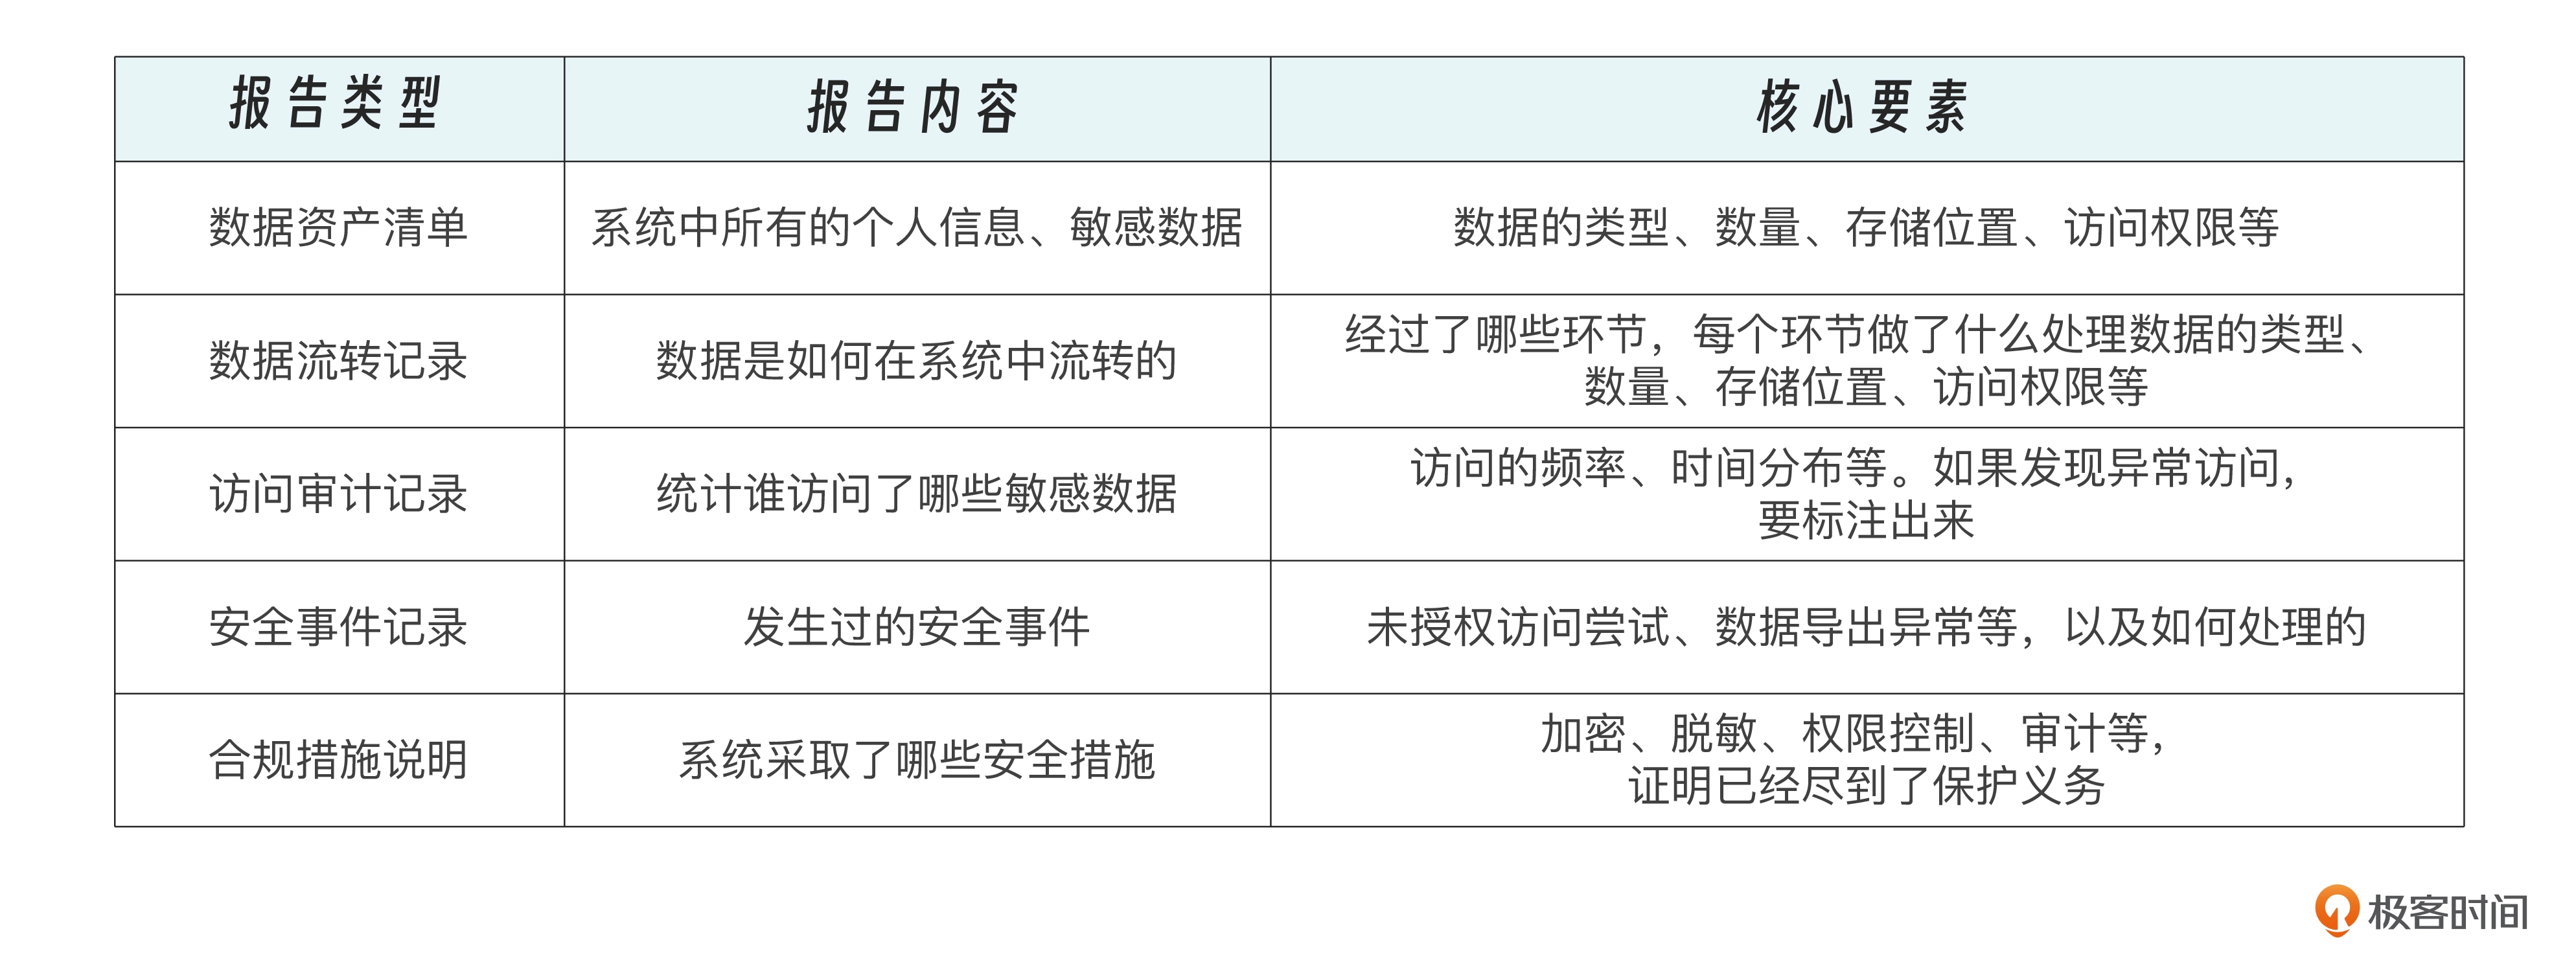 报告类型
报告内容
核心要素
数据资产清单
系统中所有的个人信息、敏感数据
数据的类型、数量、存储位置、访问权限等
数据流转记录
数据是如何在系统中流转的
经过了哪些环节，每个环节做了什么处理数据的类型、
数量、存储位置、访问权限等
访问审计记录
统计谁访问了哪些敏感数据
访问的频率、时间分布等。如果发现异常访问，
要标注出来
安全事件记录
发生过的安全事件
未授权访问尝试、数据导出异常等，以及如何处理的
合规措施说明
系统采取了哪些安全措施
加密、脱敏、权限控制、审计等，
证明已经尽到了保护义务
极客时间